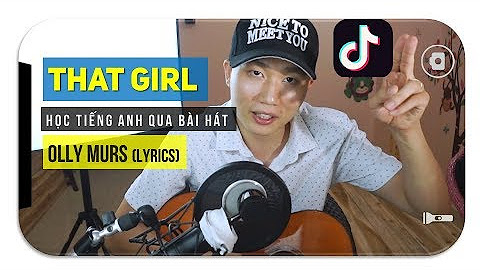 NICE TO
MEET YOU
THAT GIRL
HỌC TIẾNG ANH QUA BÀI HÁT
OLLY MURS (LYRICS)